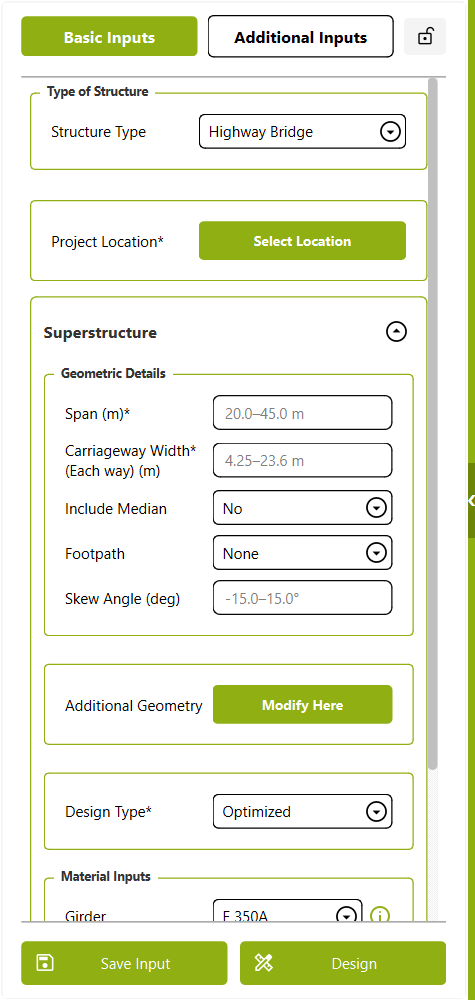 Basic Inputs
Additional Inputs
Type of Structure
Structure Type
Highway Bridge
Project Location*
Select Location
Superstructure
Geometric Details
Span (m)*
20.0–45.0 m
Carriageway Width*
(Each way) (m)
4.25–23.6 m
Include Median
No
Footpath
None
Skew Angle (deg)
-15.0–15.0°
Additional Geometry
Modify Here
Design Type*
Optimized
Material Inputs
Girder
E 350A
Save Input
Design